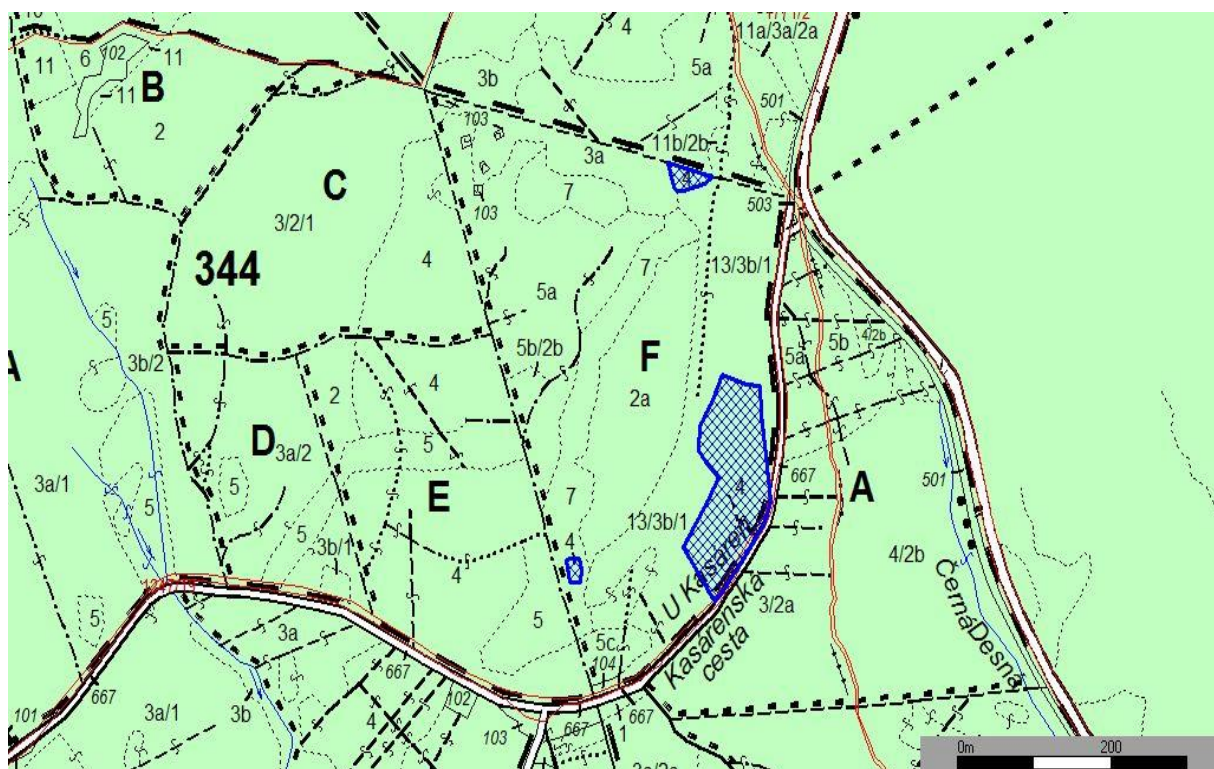 102
11
6
11
11
B
2
4
3b
5a
11a/3a/2a
501
103
3a
11b/2b
4
C
3/2/1
344
4
7
103
503
7
13/3b/1
5
3b/2
5a
5b/2b
F
2a
5a
5b
4/2b
2
4
D
3a/2
5
5
E
3a/1
5
5
3b/1
4
7
4
4
667
A
501
13/3b/1
U Kasáren
Kasárenská
cesta
3/2a
4/2b
Černá Desná
3a
5
5
5c
104
667
101
667
3a/1
3b
4
102
103
667
667
1
0m
200